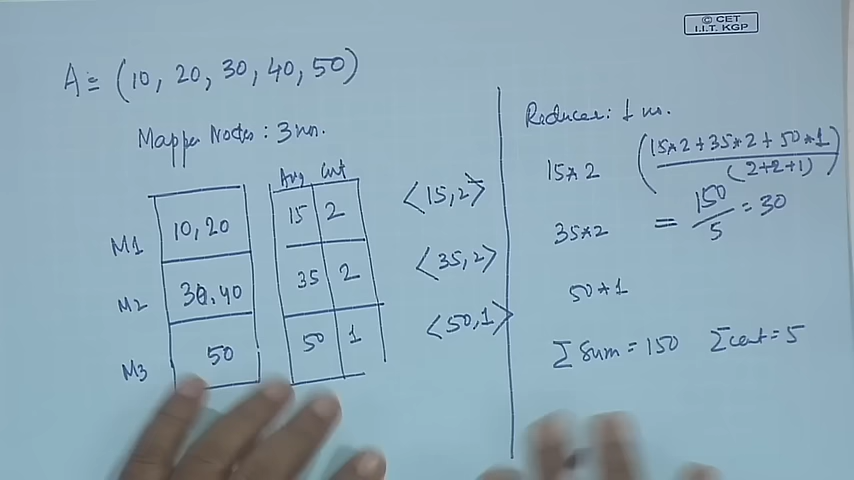 © CET
I.I.T. KGP
A = (10, 20, 30, 40, 50)
Mapper Nodes : 3 no.
Avg Cnt
M1 10, 20 15 2 <15, 2>
M2 30, 40 35 2 <35, 2>
M3 50 50 1 <50, 1>
Reducer: 1 no.
15*2 (15*2+35*2+50*1 / (2+2+1))
35*2 = 150/5 = 30
50*1
∑ Sum = 150 ∑cnt = 5